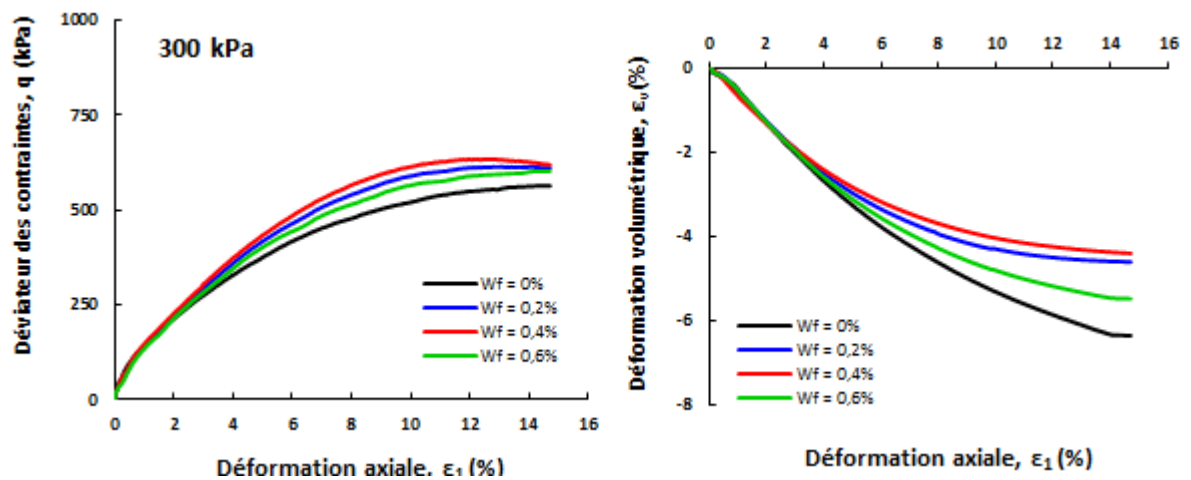 300 kPa
Déviateur des contraintes, q (kPa)
1000
750
500
250
0
0 2 4 6 8 10 12 14 16
Wf = 0%
Wf = 0,2%
Wf = 0,4%
Wf = 0,6%
Déformation axiale, ε1 (%)
0 2 4 6 8 10 12 14 16
Déformation volumétrique, εv(%)
0
-2
-4
-6
-8
Wf = 0%
Wf = 0,2%
Wf = 0,4%
Wf = 0,6%
Déformation axiale, ε1 (%)